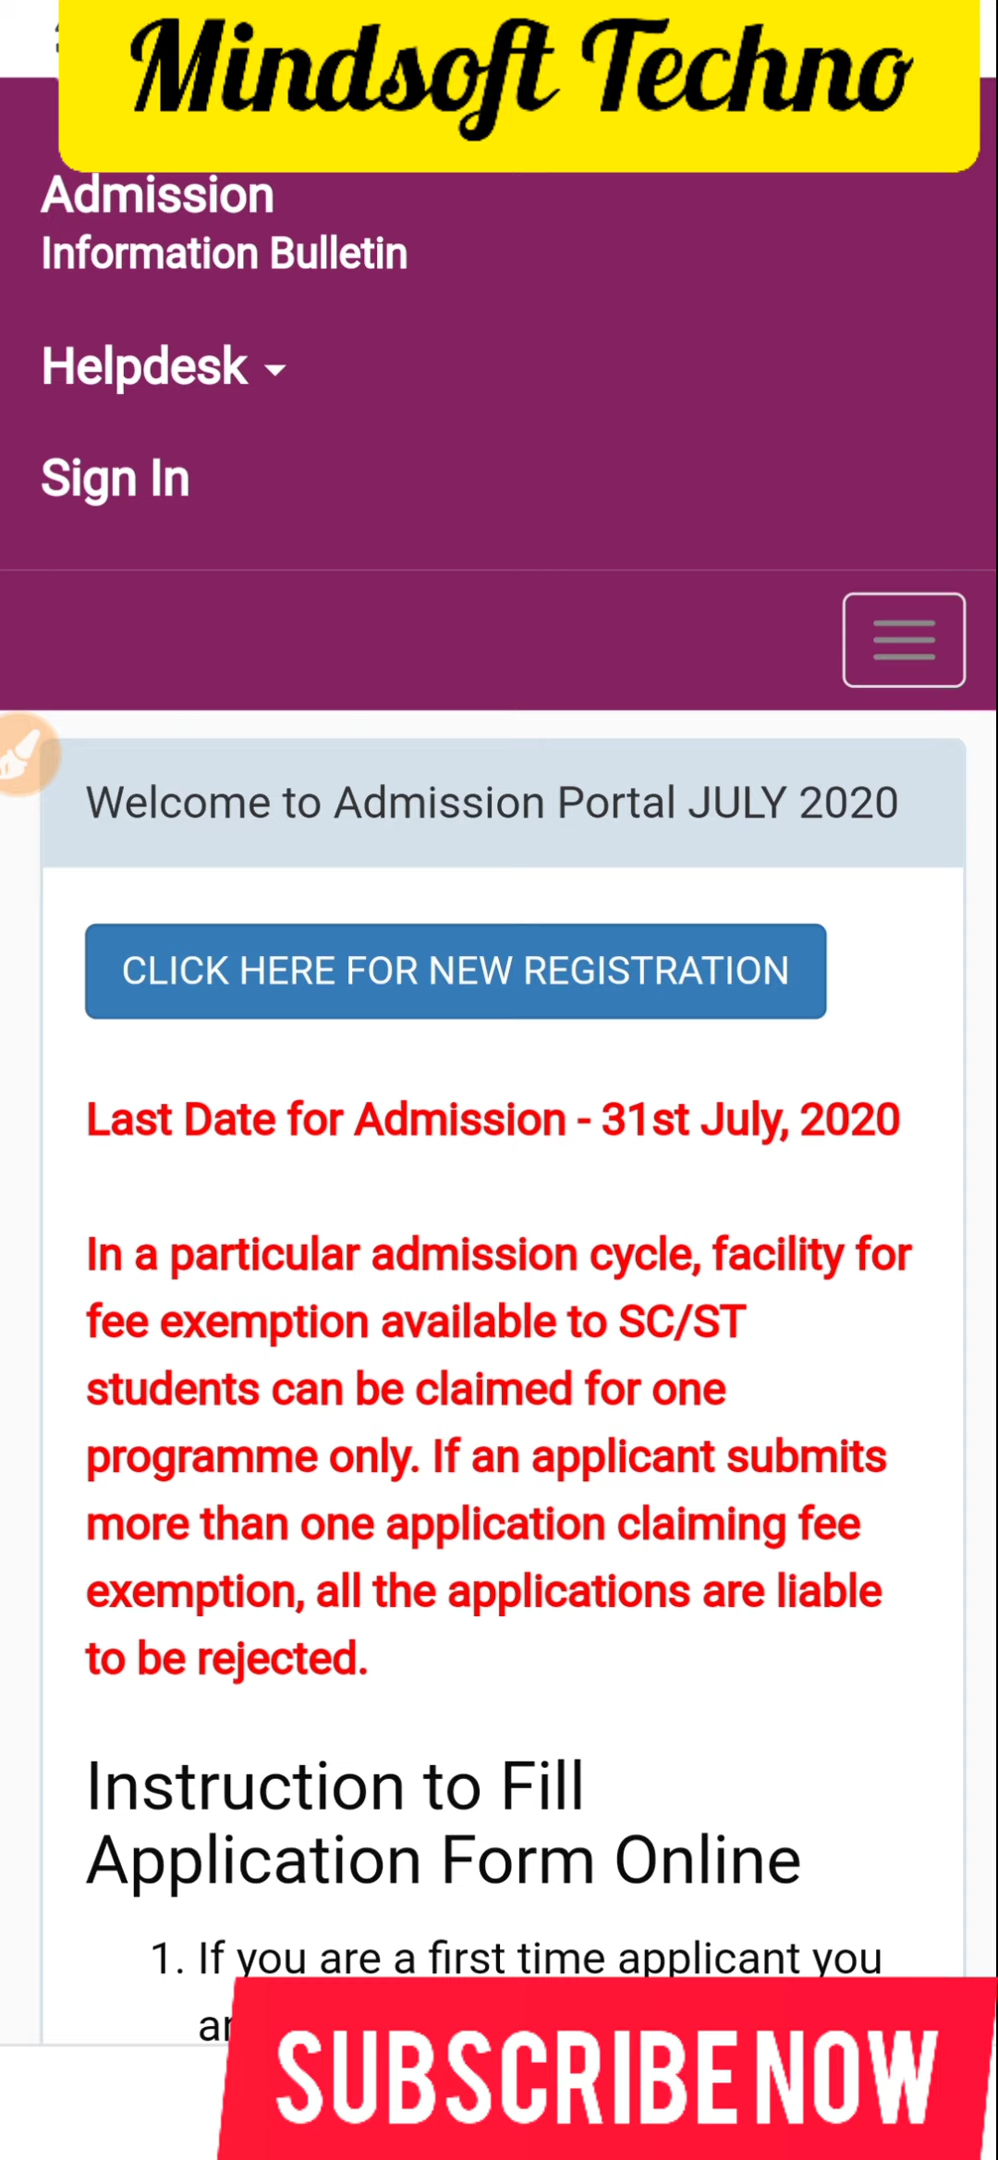 Mindsoft Techno
Admission
Information Bulletin
Helpdesk
Sign In
Welcome to Admission Portal JULY 2020
CLICK HERE FOR NEW REGISTRATION
Last Date for Admission - 31st July, 2020
In a particular admission cycle, facility for
fee exemption available to SC/ST
students can be claimed for one
programme only. If an applicant submits
more than one application claiming fee
exemption, all the applications are liable
to be rejected.
Instruction to Fill
Application Form Online
1. If you are a first time applicant you
SUBSCRIBE NOW